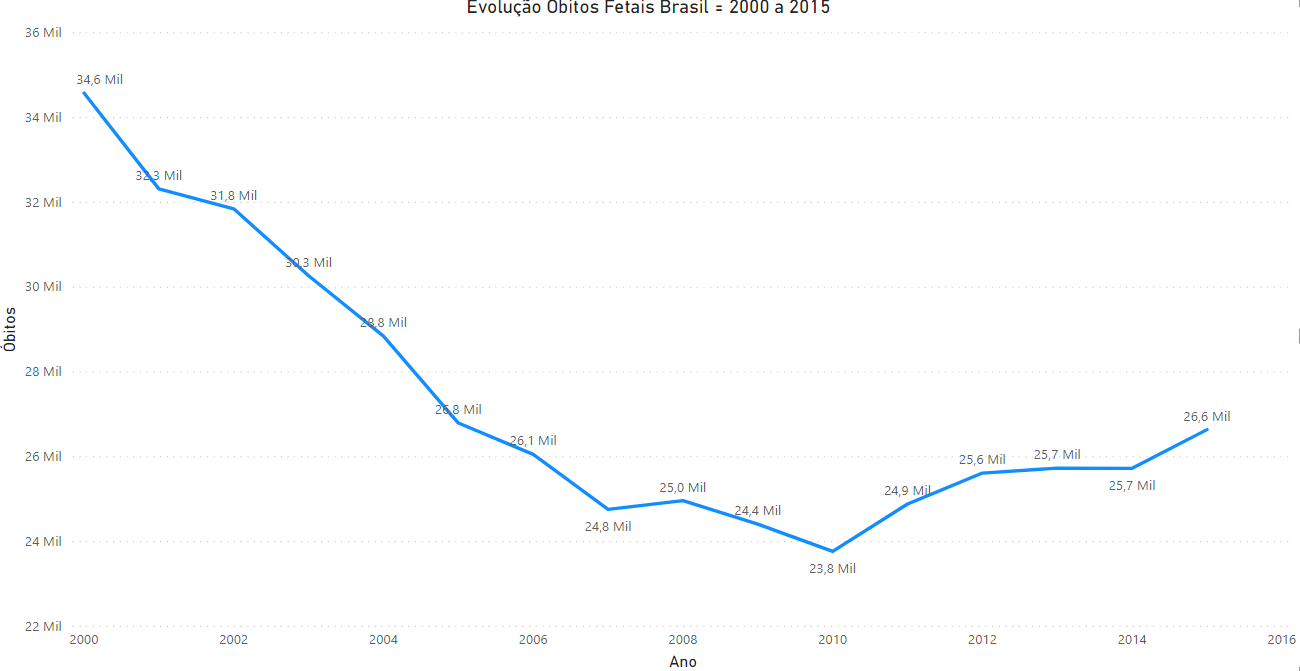 Evolução Óbitos Fetais Brasil = 2000 a 2015
36 Mil
34,6 Mil
34 Mil
32,3 Mil
31,8 Mil
32 Mil
30,3 Mil
30 Mil
28,8 Mil
28 Mil
26,8 Mil
26,1 Mil
26 Mil
24,8 Mil
25,0 Mil
24,4 Mil
23,8 Mil
24,9 Mil
25,6 Mil
25,7 Mil
25,7 Mil
26,6 Mil
24 Mil
22 Mil
Óbitos
2000 2002 2004 2006 2008 2010 2012 2014 2016
Ano